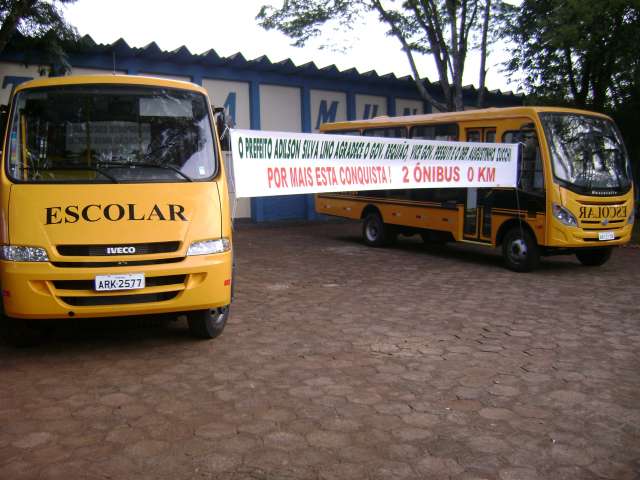 O PREFEITO ADILSON SILVA LINO AGRADECE O GOV. REQUIÃO, VICE GOV. PESSUTI E O DEP. AUGUSTINHO ZUCCHI
POR MAIS ESTA CONQUISTA ! 2 ÔNIBUS 0 KM
ESCOLAR
IVECO
ARK 2577
ESCOLAR